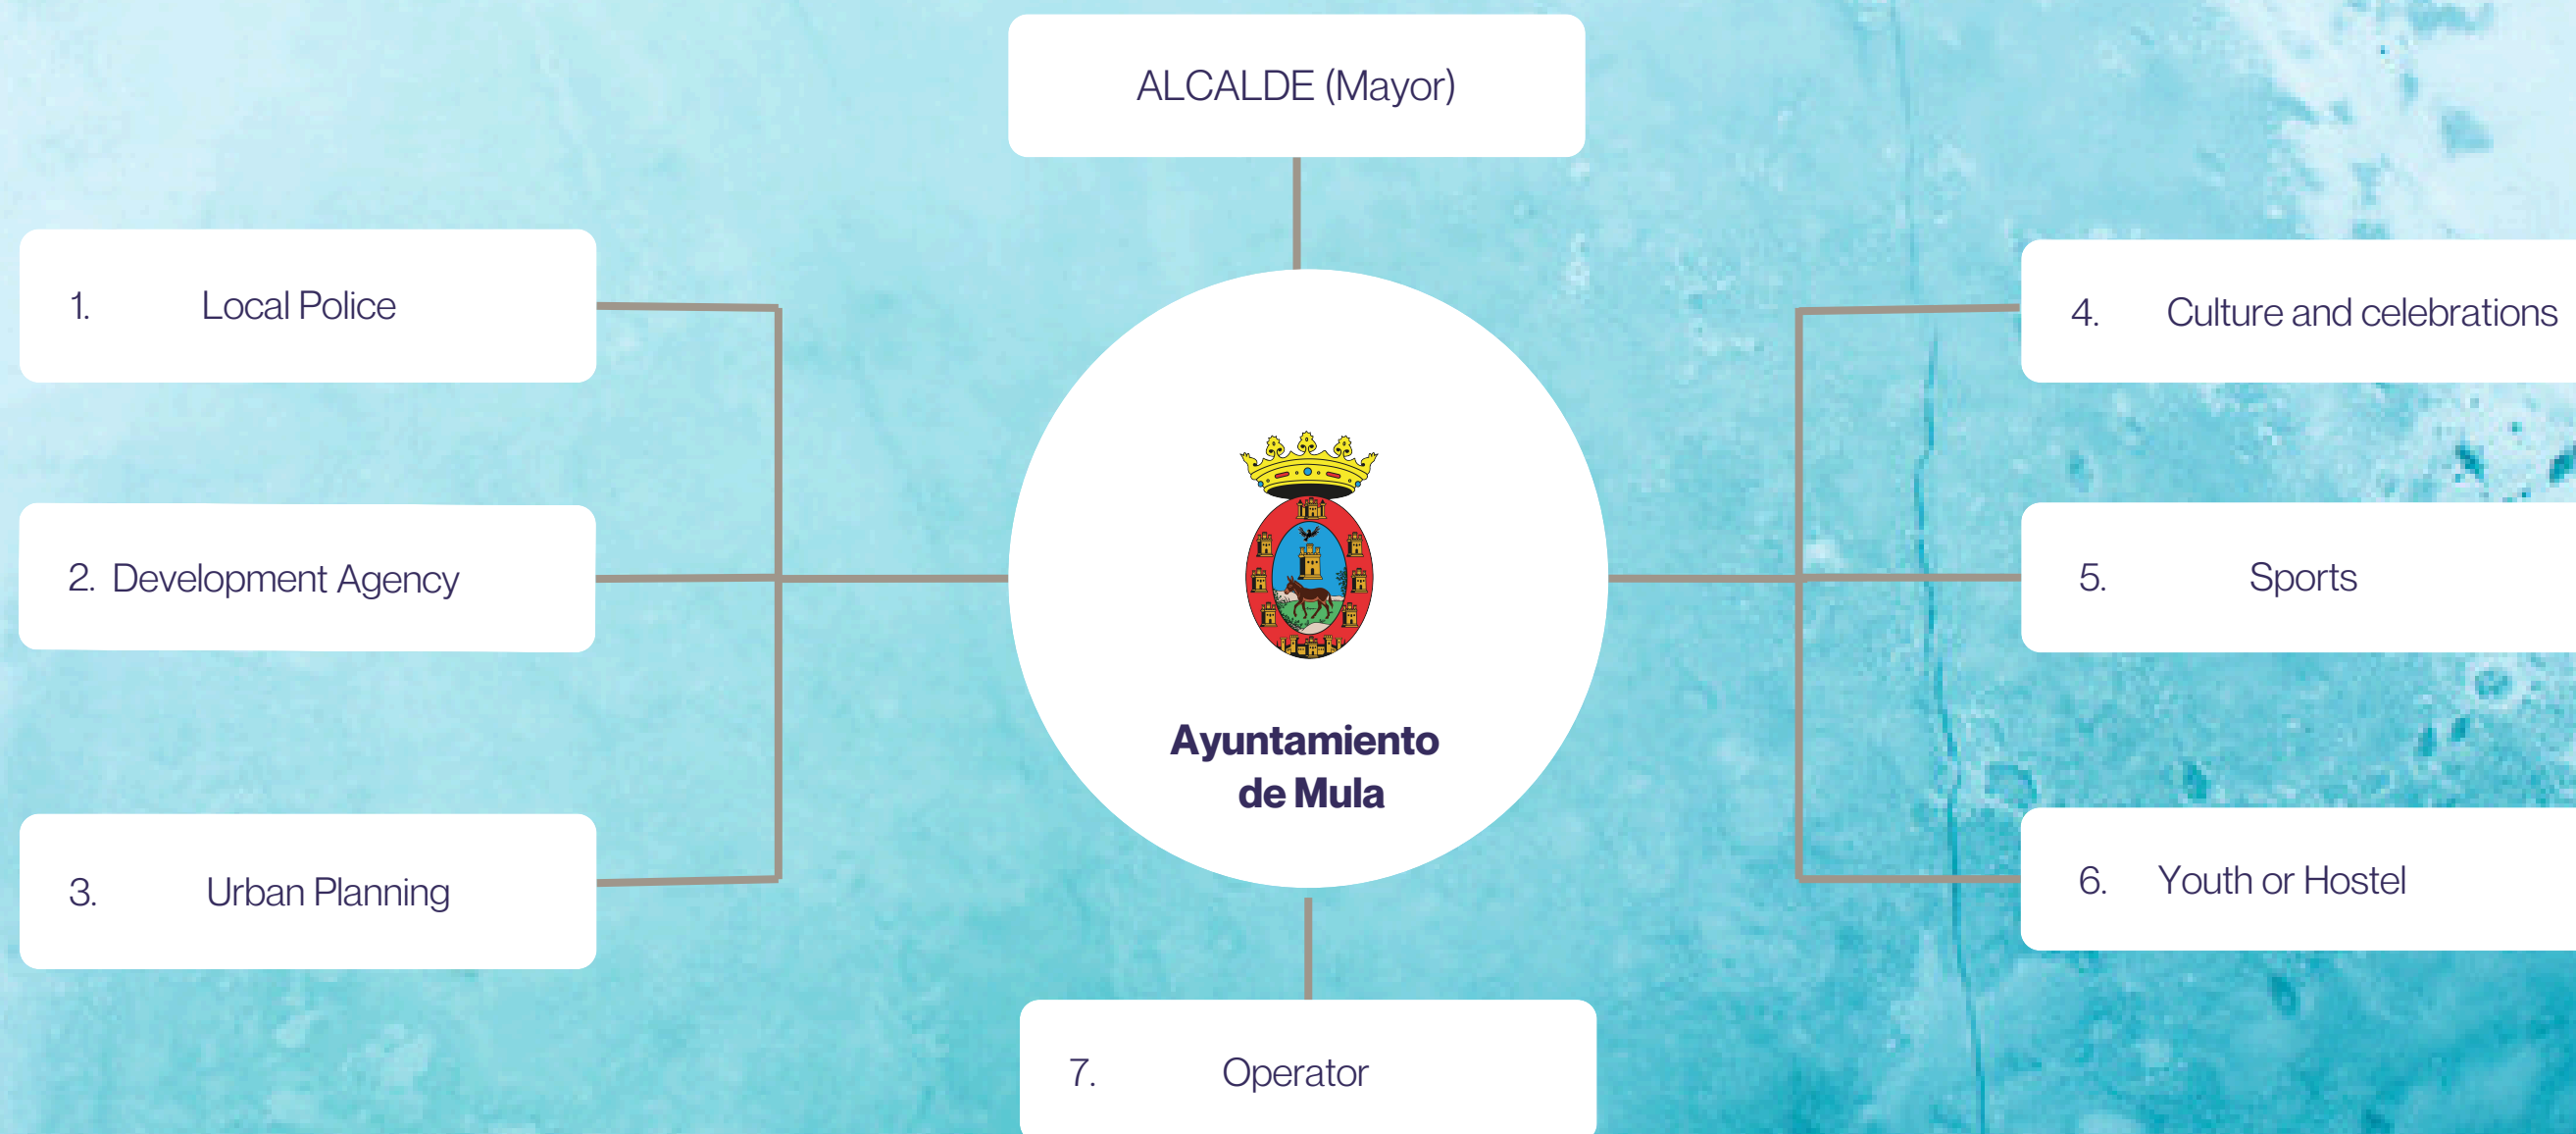 ALCALDE (Mayor)
1. Local Police
2. Development Agency
3. Urban Planning
Ayuntamiento
de Mula
4. Culture and celebrations
5. Sports
6. Youth or Hostel
7. Operator